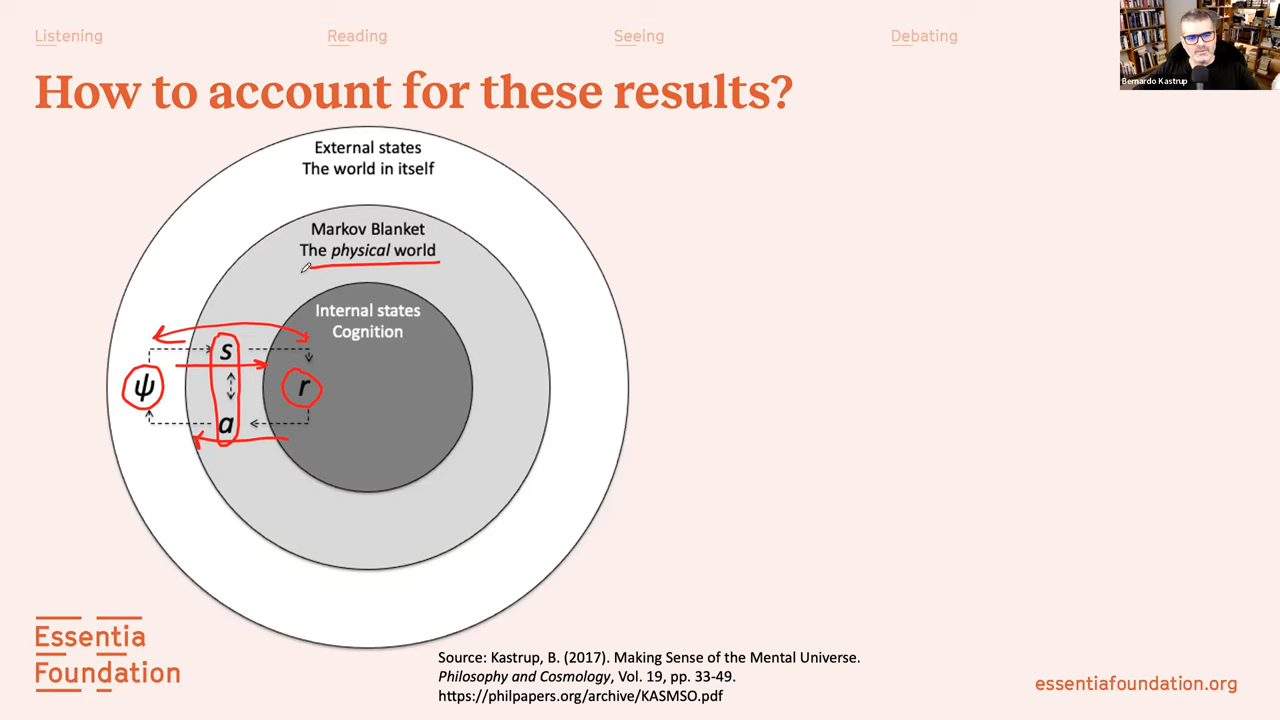 Listening
Reading
Seeing
Debating
Bernardo Kastrup
How to account for these results?
External states
The world in itself
Markov Blanket
The physical world
Internal states
Cognition
s
ψ
r
a
Essentia
Foundation
Source: Kastrup, B. (2017). Making Sense of the Mental Universe.
Philosophy and Cosmology, Vol. 19, pp. 33-49.
https://philpapers.org/archive/KASMSO.pdf
essentiafoundation.org